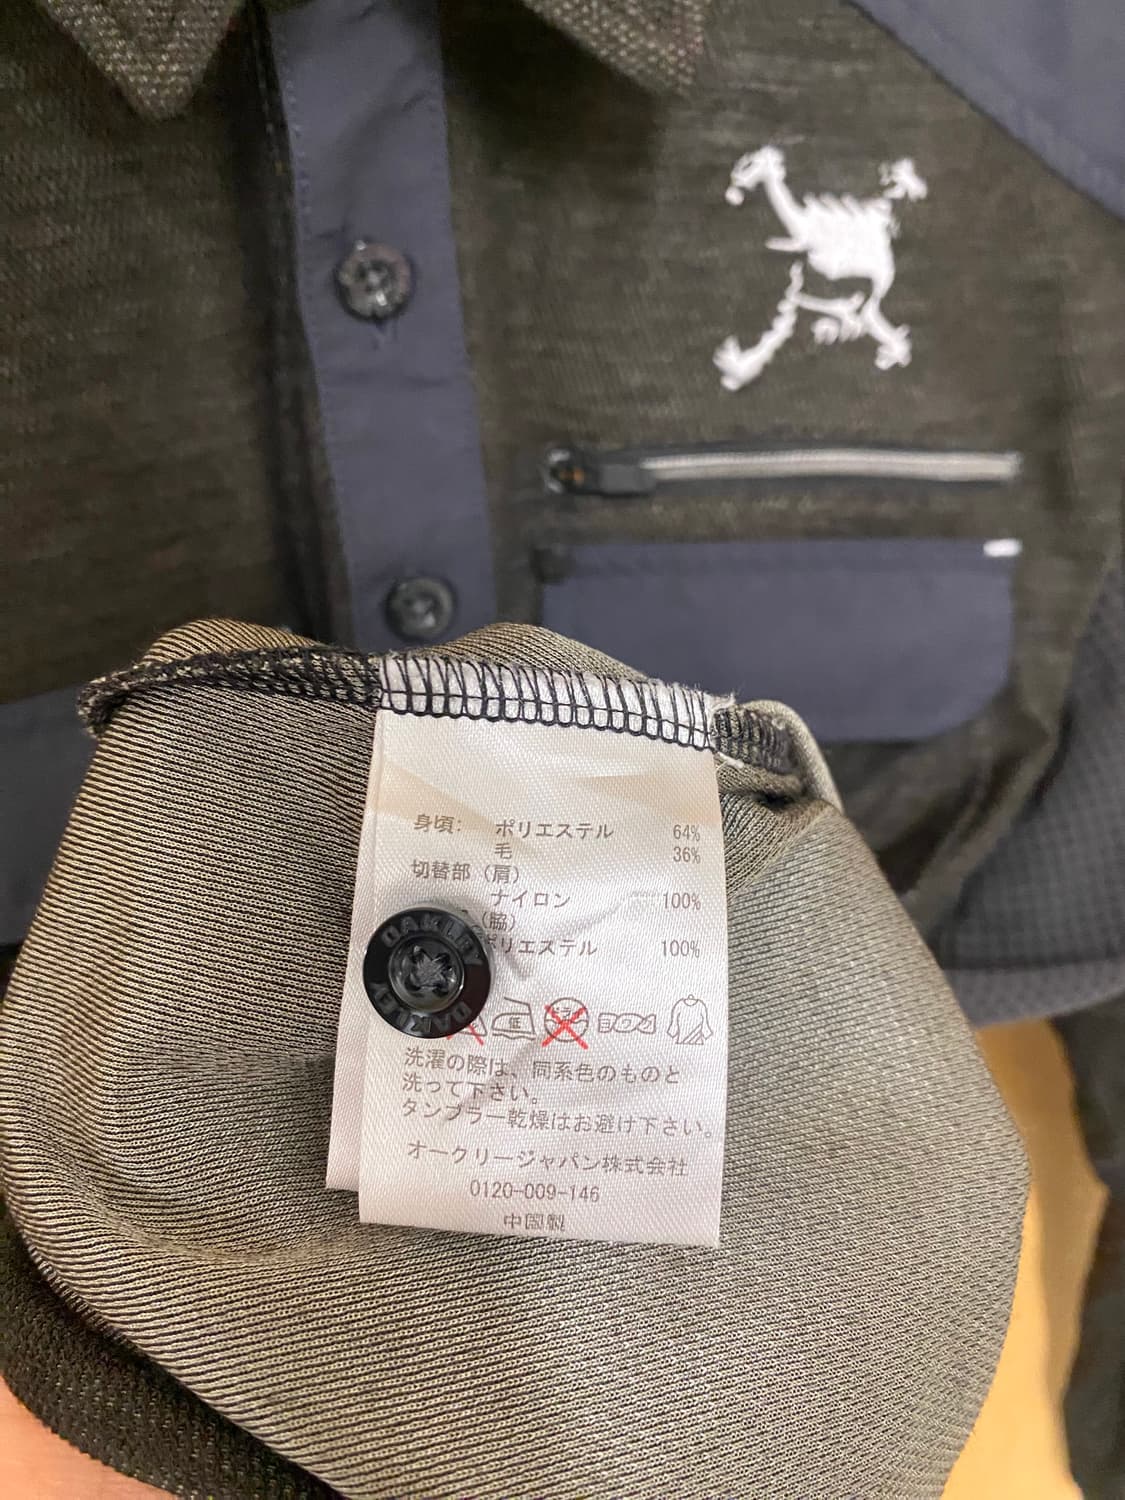 身頃： ポリエステル 64%
毛 36%
切替部（肩）
ナイロン 100%
（脇）
ポリエステル 100%
OAKLEY
OAKLEY
洗濯の際は、同系色のものと
洗って下さい。
タンブラー乾燥はお避け下さい。
オークリージャパン株式会社
0120-009-146
中国製